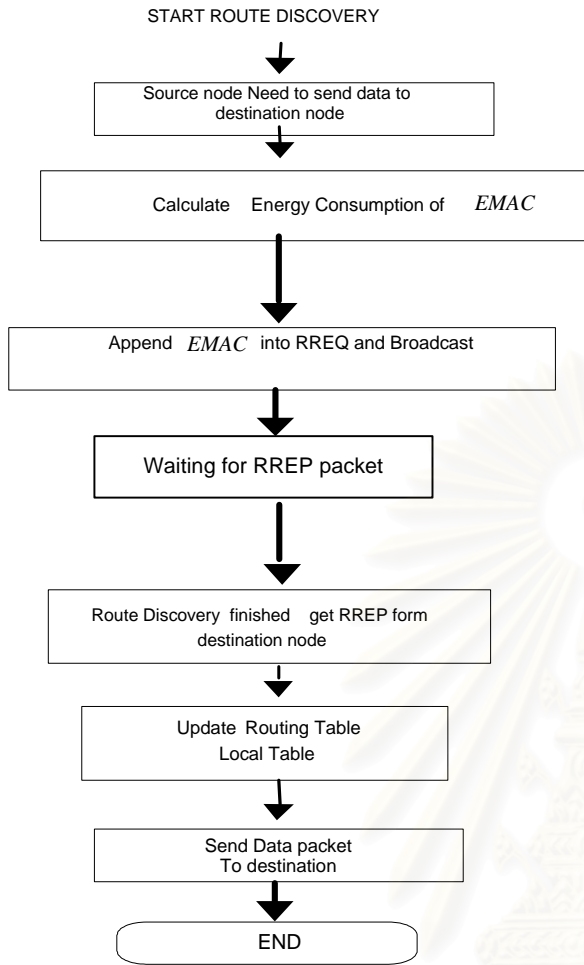 START ROUTE DISCOVERY
Source node Need to send data to
destination node
Calculate Energy Consumption of EMAC
Append EMAC into RREQ and Broadcast
Waiting for RREP packet
Route Discovery finished get RREP form
destination node
Update Routing Table
Local Table
Send Data packet
To destination
END